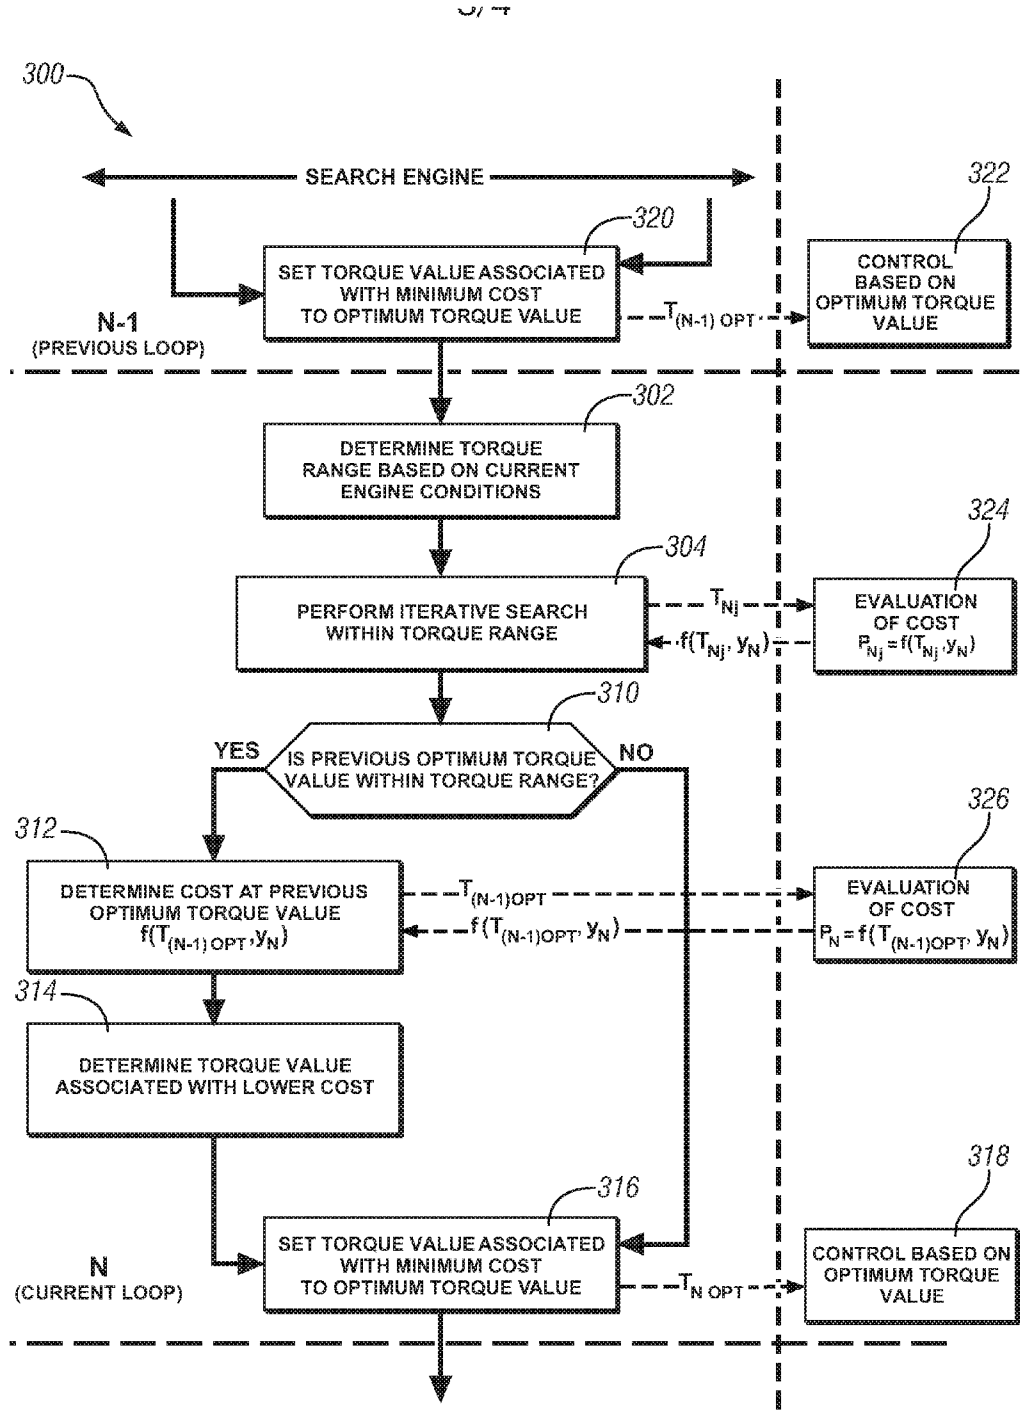 3/4
300
SEARCH ENGINE
320
322
SET TORQUE VALUE ASSOCIATED
WITH MINIMUM COST
TO OPTIMUM TORQUE VALUE
CONTROL
BASED ON
OPTIMUM TORQUE
VALUE
T(N-1) OPT
N-1
(PREVIOUS LOOP)
302
DETERMINE TORQUE
RANGE BASED ON CURRENT
ENGINE CONDITIONS
324
304
PERFORM ITERATIVE SEARCH
WITHIN TORQUE RANGE
TNj
f(TNj, yN)
EVALUATION
OF COST
PNj = f(TNj, yN)
310
YES
NO
IS PREVIOUS OPTIMUM TORQUE
VALUE WITHIN TORQUE RANGE?
312
326
DETERMINE COST AT PREVIOUS
OPTIMUM TORQUE VALUE
f(T(N-1) OPT, yN)
T(N-1)OPT
f(T(N-1)OPT, yN)
EVALUATION
OF COST
PN = f(T(N-1)OPT, yN)
314
DETERMINE TORQUE VALUE
ASSOCIATED WITH LOWER COST
316
318
SET TORQUE VALUE ASSOCIATED
WITH MINIMUM COST
TO OPTIMUM TORQUE VALUE
TN OPT
CONTROL BASED ON
OPTIMUM TORQUE
VALUE
N
(CURRENT LOOP)